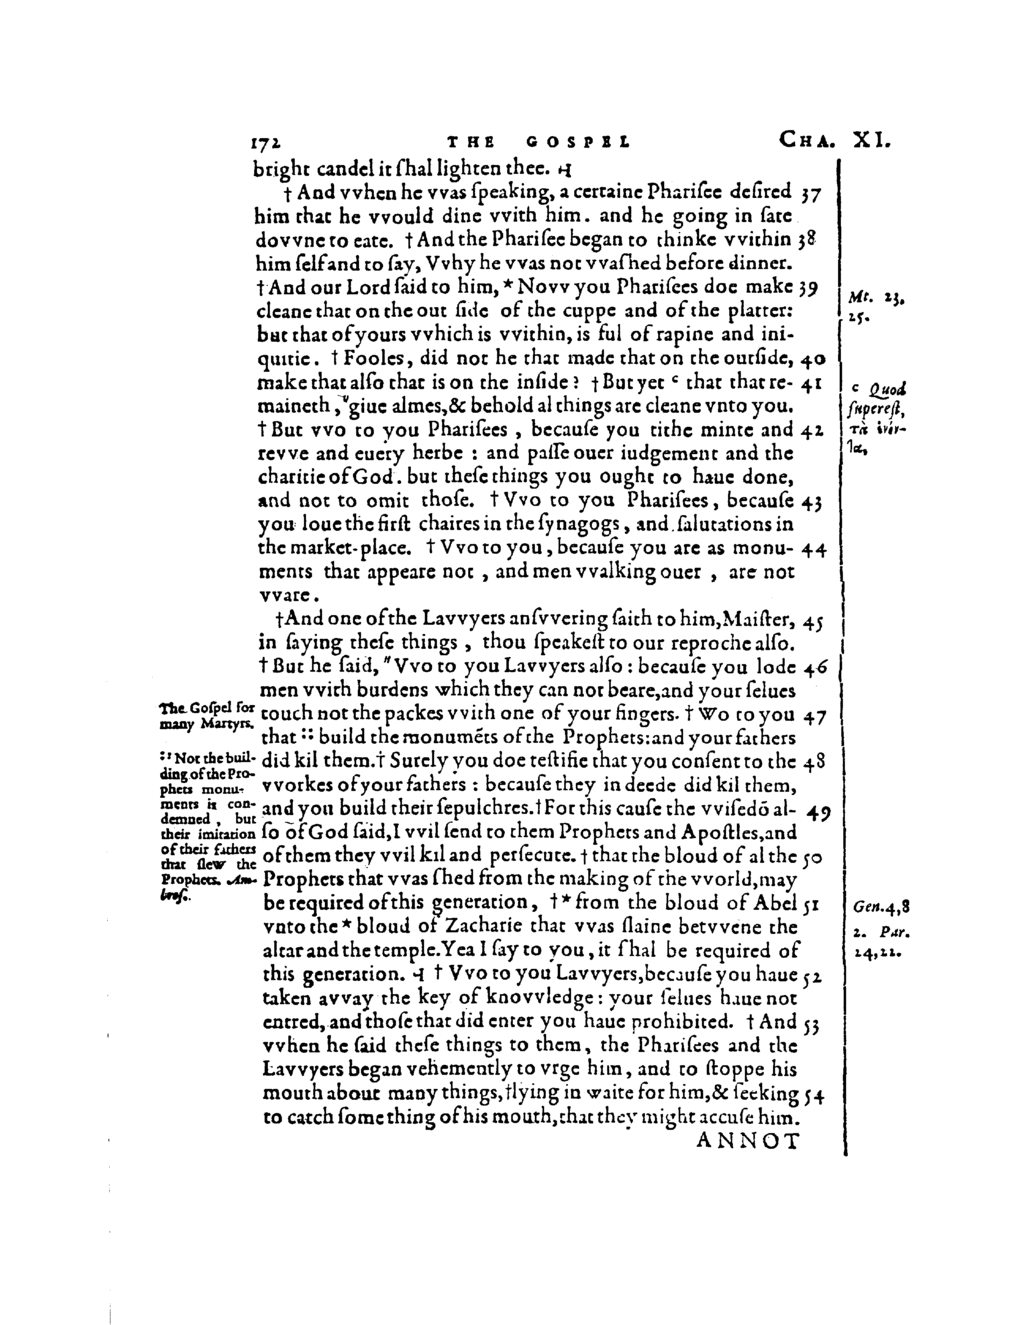 172 THE GOSPEL CHA. XI.
bright candel it ſhal lighten thee. ⊣
† And vvhen he vvas ſpeaking, a certaine Phariſee deſired 37
him that he vvould dine vvith him. and he going in ſate
dovvne to eate. † And the Phariſee began to thinke vvithin 38
him ſelf and to ſay, Vvhy he vvas not vvaſhed before dinner.
† And our Lord ſaid to him, * Novv you Phariſees doe make 39
Mt. 23,
cleane that on the out ſide of the cuppe and of the platter:
25.
but that of yours vvhich is vvithin, is ful of rapine and ini-
quitie. † Fooles, did not he that made that on the outſide, 40
make that alſo that is on the inſide? † But yet ᶜ that that re- 41
c Quod
maineth, "giue almes, & behold al things are cleane vnto you.
ſupereſt,
† But vvo to you Phariſees, becauſe you tithe minte and 42
τὰ ἐνόν-
revve and euery herbe: and paſſe ouer iudgement and the
τα,
charitie of God. but theſe things you ought to haue done,
and not to omit thoſe. † Vvo to you Phariſees, becauſe 43
you loue the firſt chaires in the ſynagogs, and ſalutations in
the market-place. † Vvo to you, becauſe you are as monu- 44
ments that appeare not, and men vvalking ouer, are not
vvare.
† And one of the Lavvyers anſvvering ſaith to him, Maiſter, 45
in ſaying theſe things, thou ſpeakeſt to our reproche alſo.
† But he ſaid, "Vvo to you Lavvyers alſo: becauſe you lode 46
men vvith burdens which they can not beare, and your ſelues
The Goſpel for
many Martyrs.
touch not the packes vvith one of your fingers. † Wo to you 47
that :: build the monumēts of the Prophets: and your fathers
:: Not the buil-
ding of the Pro-
phets monu-
ments is con-
demned, but
their imitation
of their fathers
that ſlew the
Prophets. Am-
broſ.
did kil them. † Surely you doe teſtifie that you conſent to the 48
vvorkes of your fathers: becauſe they in deede did kil them,
and you build their ſepulchres. † For this cauſe the vviſedō al- 49
ſo of God ſaid, I vvil ſend to them Prophets and Apoſtles, and
of them they vvil kil and perſecute. † that the bloud of al the 50
Prophets that vvas ſhed from the making of the vvorld, may
be required of this generation, † * from the bloud of Abel 51
Gen. 4,8
vnto the * bloud of Zacharie that vvas ſlaine betvvene the
2. Par.
altar and the temple. Yea I ſay to you, it ſhal be required of
24,22.
this generation. ⊣ † Vvo to you Lavvyers, becauſe you haue 52
taken avvay the key of knovvledge: your ſelues haue not
entred, and thoſe that did enter you haue prohibited. † And 53
vvhen he ſaid theſe things to them, the Phariſees and the
Lavvyers began vehemently to vrge him, and to ſtoppe his
mouth about many things, † lying in waite for him, & ſeeking 54
to catch ſome thing of his mouth, that they might accuſe him.
ANNOT